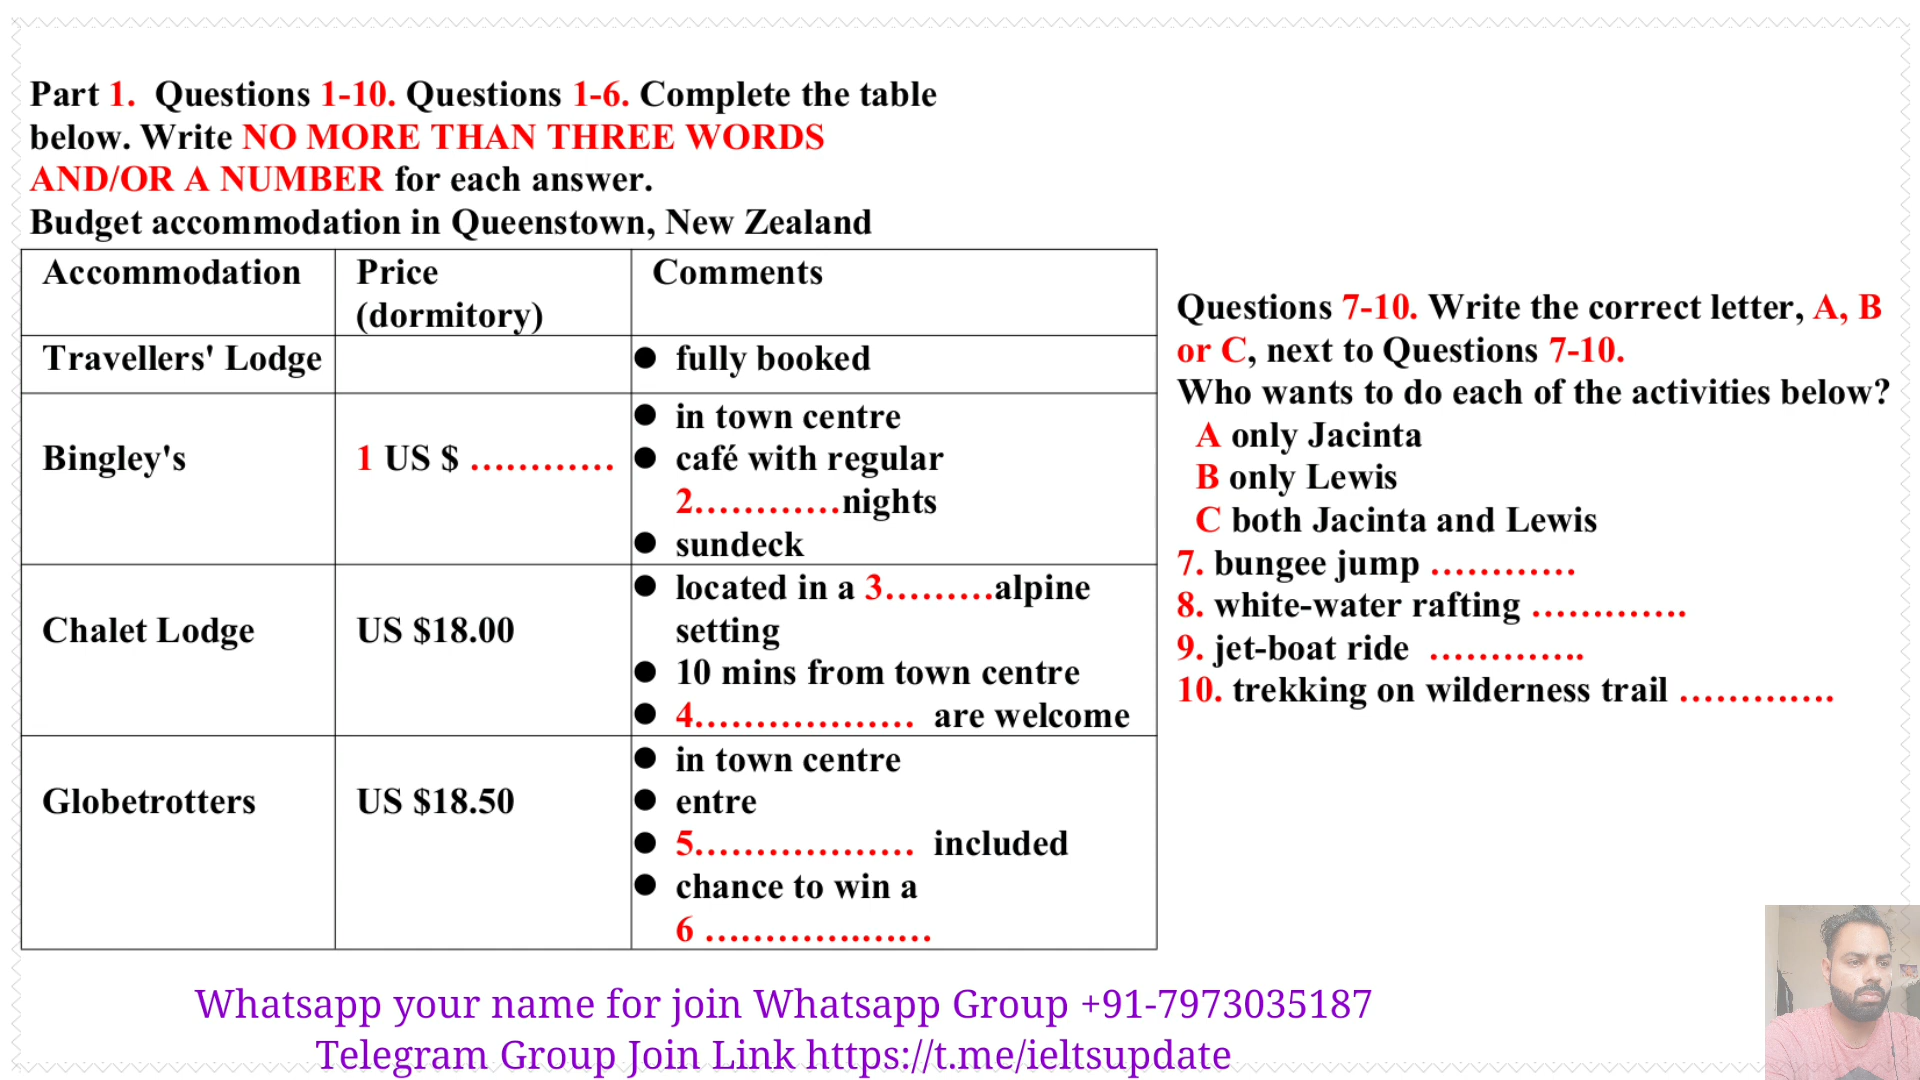 Part 1. Questions 1-10. Questions 1-6. Complete the table
below. Write NO MORE THAN THREE WORDS
AND/OR A NUMBER for each answer.
Budget accommodation in Queenstown, New Zealand
Accommodation
Price
(dormitory)
Comments
Travellers' Lodge
● fully booked
Bingley's
1 US $ …………
● in town centre
● café with regular
2…………nights
● sundeck
Chalet Lodge
US $18.00
● located in a 3………alpine
setting
● 10 mins from town centre
● 4……………… are welcome
Globetrotters
US $18.50
● in town centre
● entre
● 5……………… included
● chance to win a
6 ………….……
Questions 7-10. Write the correct letter, A, B
or C, next to Questions 7-10.
Who wants to do each of the activities below?
A only Jacinta
B only Lewis
C both Jacinta and Lewis
7. bungee jump …………
8. white-water rafting ………….
9. jet-boat ride ………….
10. trekking on wilderness trail ………….
Whatsapp your name for join Whatsapp Group +91-7973035187
Telegram Group Join Link https://t.me/ieltsupdate